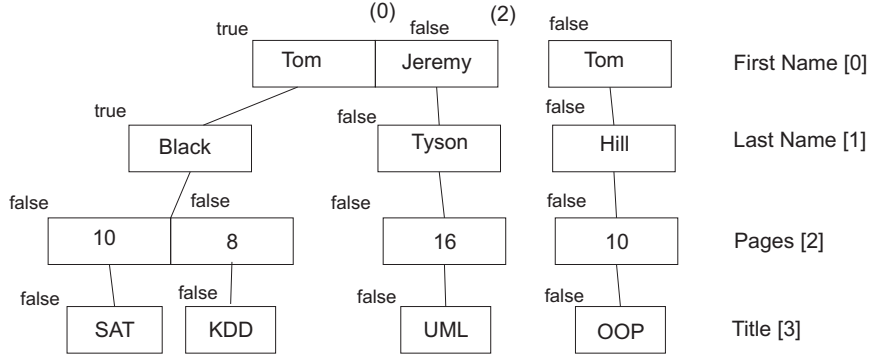 (0) (2)
true false false
Tom Jeremy Tom First Name [0]
true false false
Black Tyson Hill Last Name [1]
false false false false
10 8 16 10 Pages [2]
false false false false
SAT KDD UML OOP Title [3]